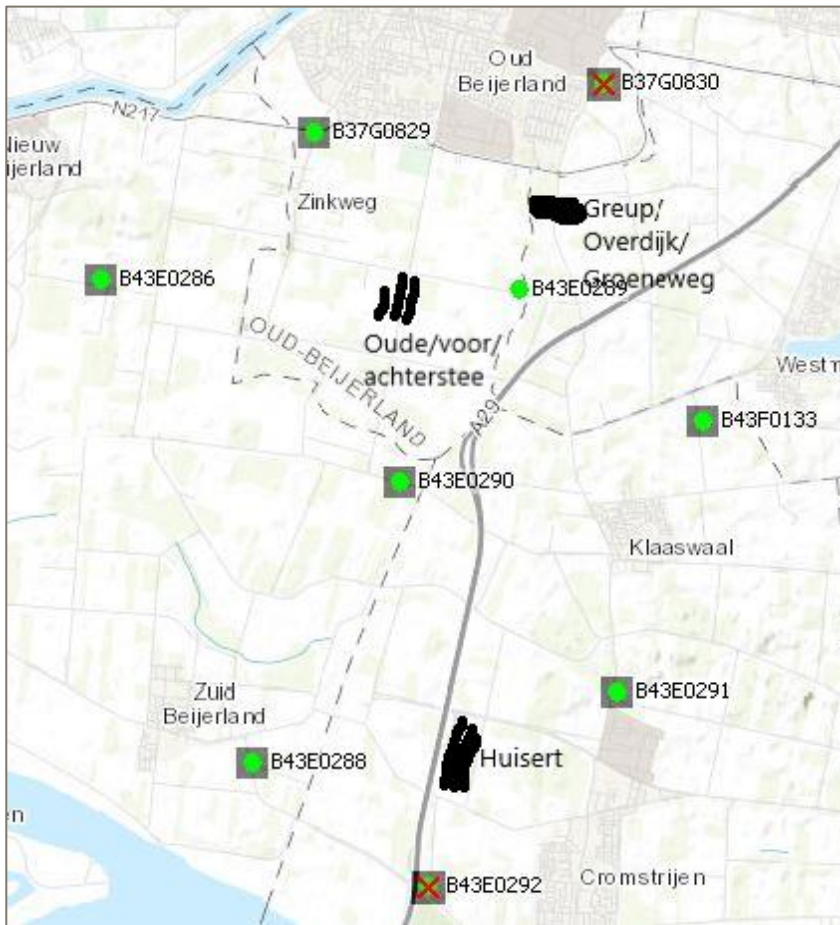 Oud
Beijerland
B37G0830
N217
B37G0829
Nieuw
ijerland
Zinkweg
Greup/
Overdijk/
Groeneweg
B43E0286
B43E0289
Oude/voor/
achterstee
OUD-BEIJERLAND
Westm
A29
B43F0133
B43E0290
Klaaswaal
Zuid
Beijerland
B43E0291
B43E0288
Huisert
en
Cromstrijen
B43E0292